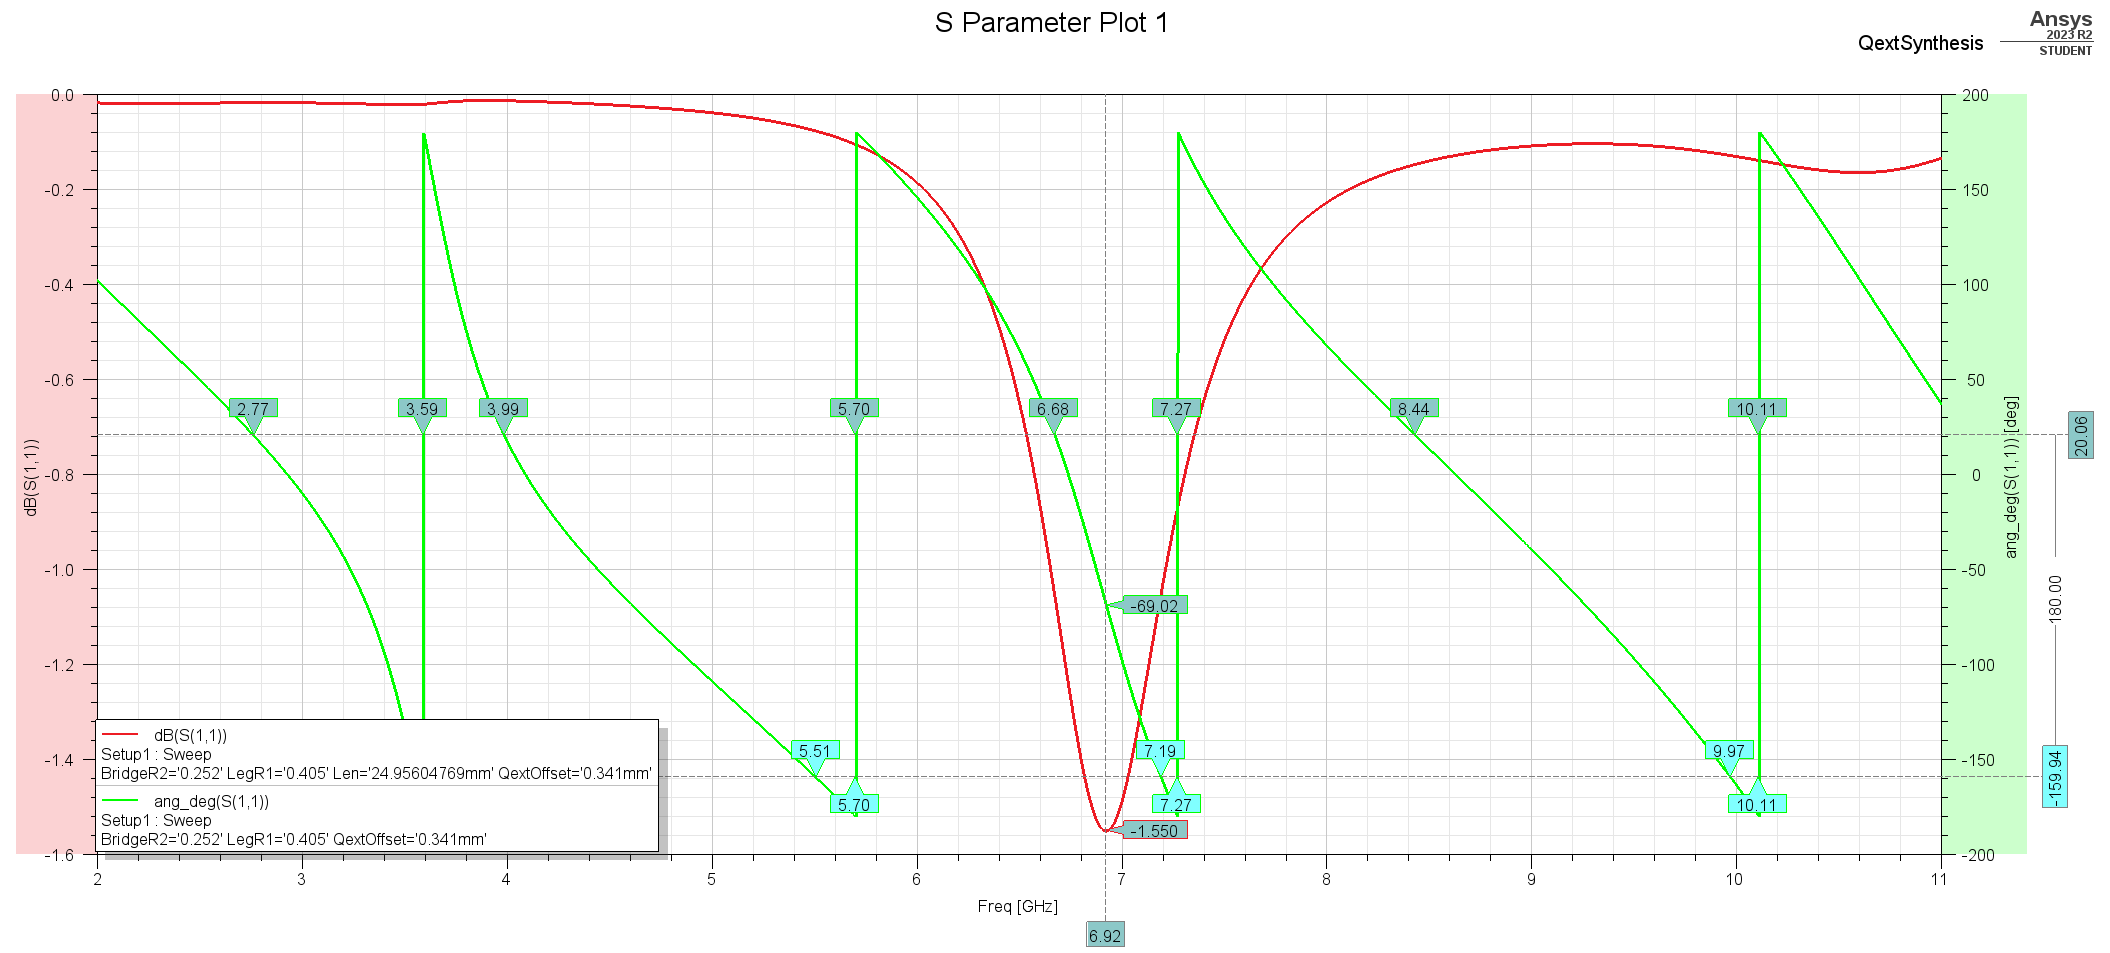 S Parameter Plot 1
Ansys
2023 R2
STUDENT
QextSynthesis
0.0
-0.2
-0.4
-0.6
-0.8
-1.0
-1.2
-1.4
-1.6
dB(S(1,1))
200
150
100
50
0
-50
-100
-150
-200
ang_deg(S(1,1)) [deg]
2.77
3.59
3.99
5.70
6.68
7.27
8.44
10.11
20.06
-69.02
180.00
5.51
7.19
9.97
-159.94
5.70
7.27
10.11
-1.550
dB(S(1,1))
Setup1 : Sweep
BridgeR2='0.252' LegR1='0.405' Len='24.95604769mm' QextOffset='0.341mm'
ang_deg(S(1,1))
Setup1 : Sweep
BridgeR2='0.252' LegR1='0.405' QextOffset='0.341mm'
2 3 4 5 6 7 8 9 10 11
Freq [GHz]
6.92